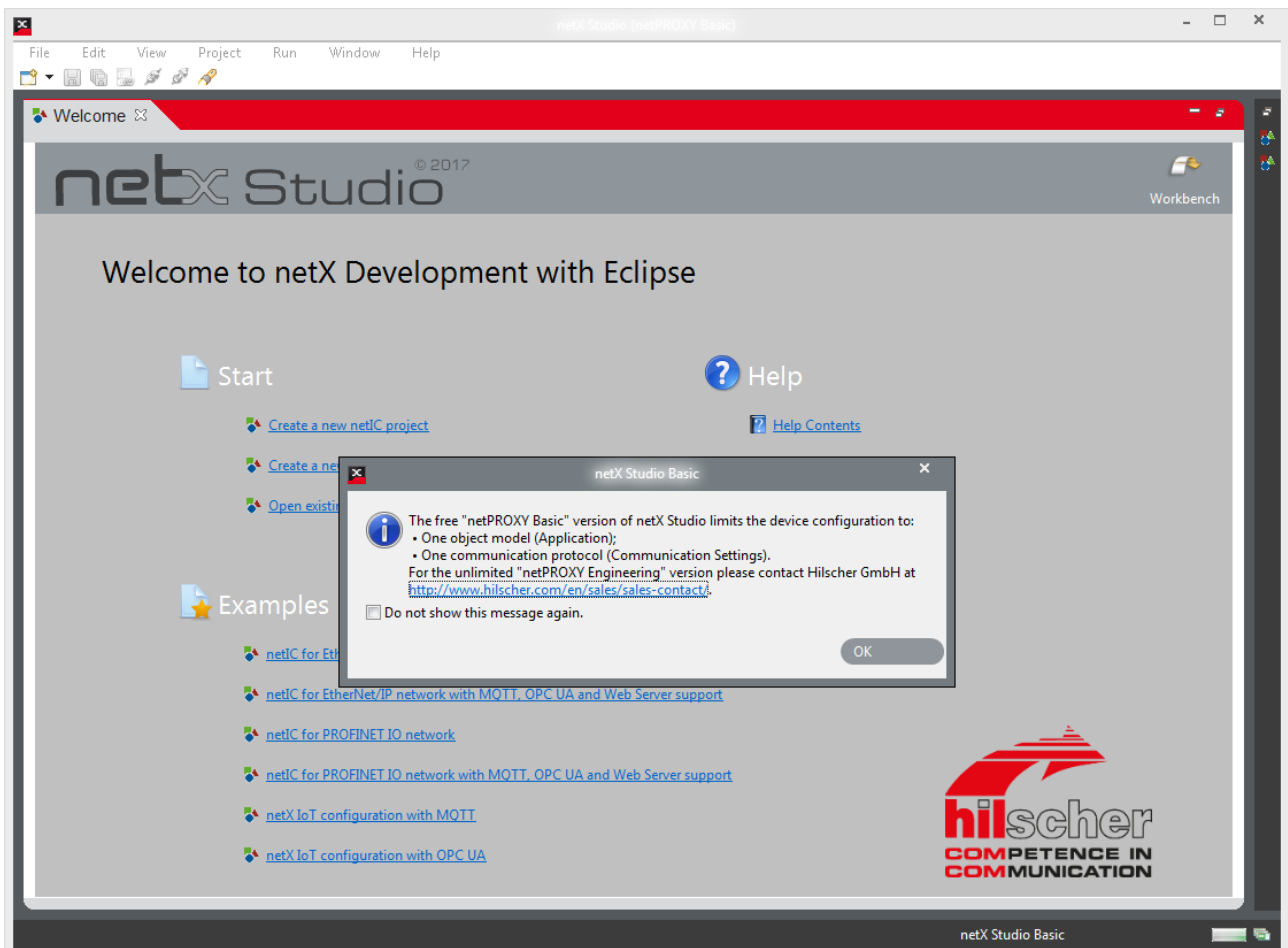 netX Studio (netPROXY Basic)
File Edit View Project Run Window Help
Welcome
netX Studio © 2017
Workbench
Welcome to netX Development with Eclipse
Start
Help
Create a new netIC project
Help Contents
Create a ne
Open existi
netX Studio Basic
The free "netPROXY Basic" version of netX Studio limits the device configuration to:
• One object model (Application);
• One communication protocol (Communication Settings).
For the unlimited "netPROXY Engineering" version please contact Hilscher GmbH at
http://www.hilscher.com/en/sales/sales-contact/.
Do not show this message again.
OK
Examples
netIC for Eth
netIC for EtherNet/IP network with MQTT, OPC UA and Web Server support
netIC for PROFINET IO network
netIC for PROFINET IO network with MQTT, OPC UA and Web Server support
netX IoT configuration with MQTT
netX IoT configuration with OPC UA
hilscher
COMPETENCE IN
COMMUNICATION
netX Studio Basic